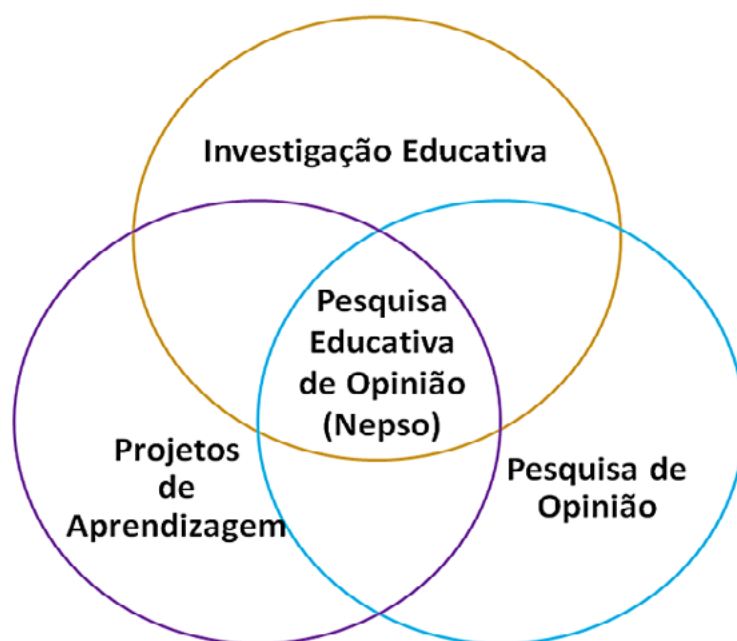 Investigação Educativa
Pesquisa
Educativa
de Opinião
(Nepso)
Projetos
de
Aprendizagem
Pesquisa de
Opinião